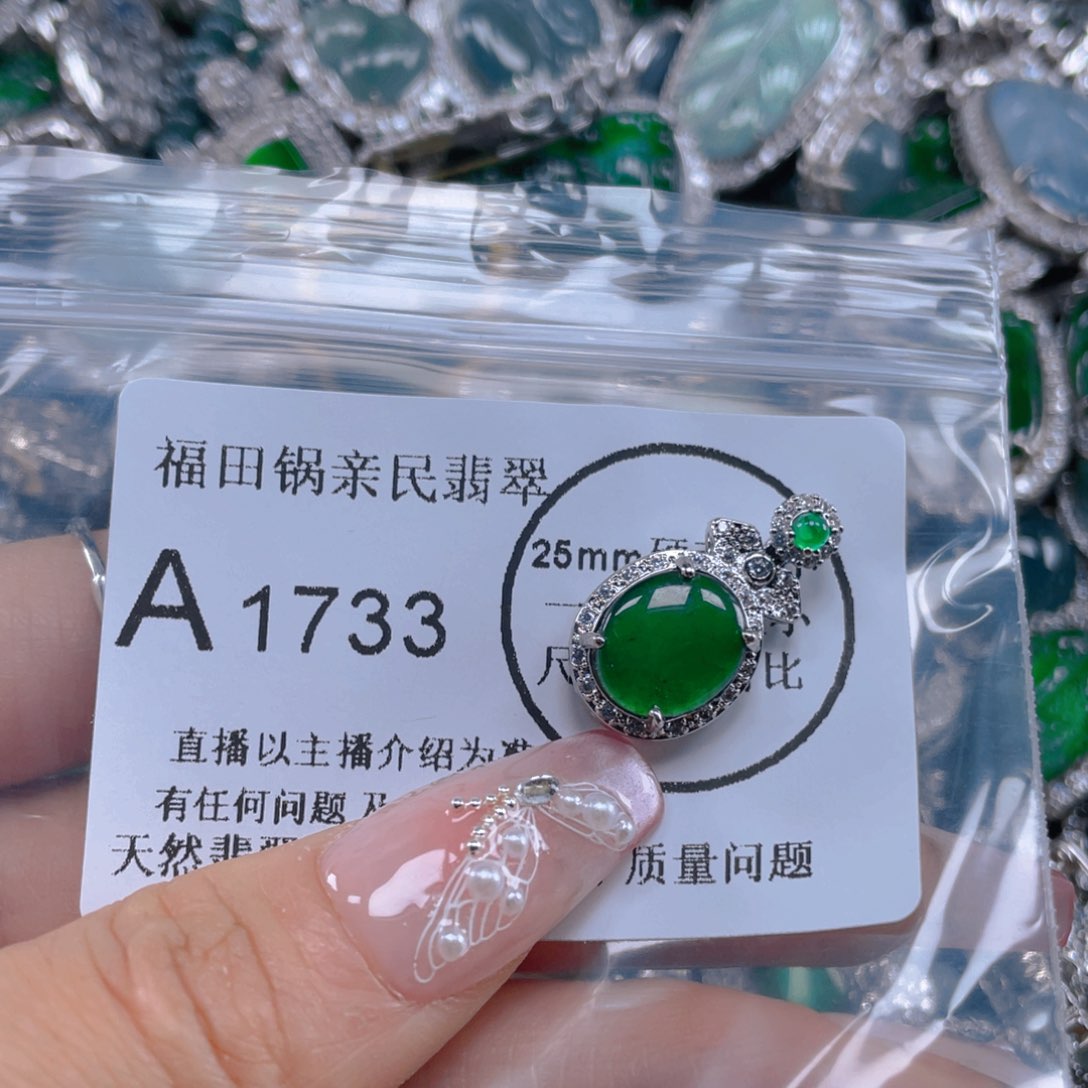 福田锅亲民翡翠
A 1733
25mm
尺 比
直播以主播介绍为准
有任何问题及
天然翡翠 质量问题